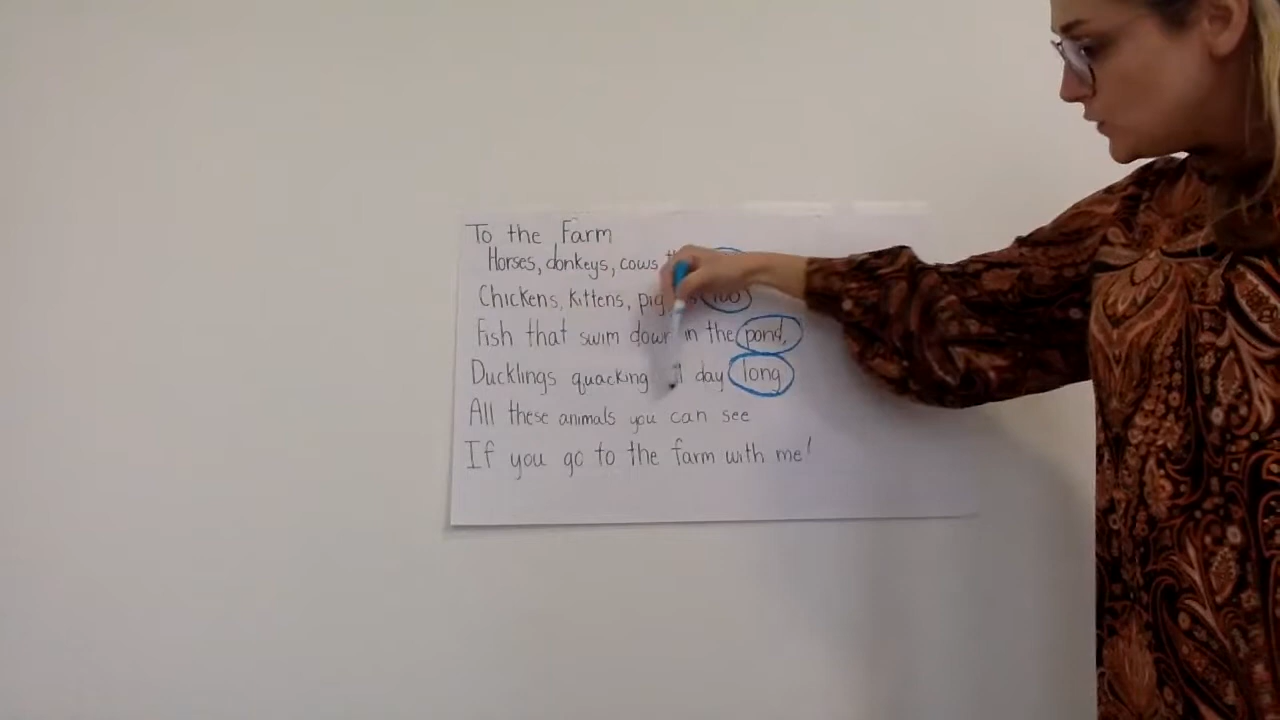 To the Farm
Horses, donkeys, cows
Chickens, kittens, pig too
Fish that swim down in the pond,
Ducklings quacking day long
All these animals you can see
If you go to the farm with me!